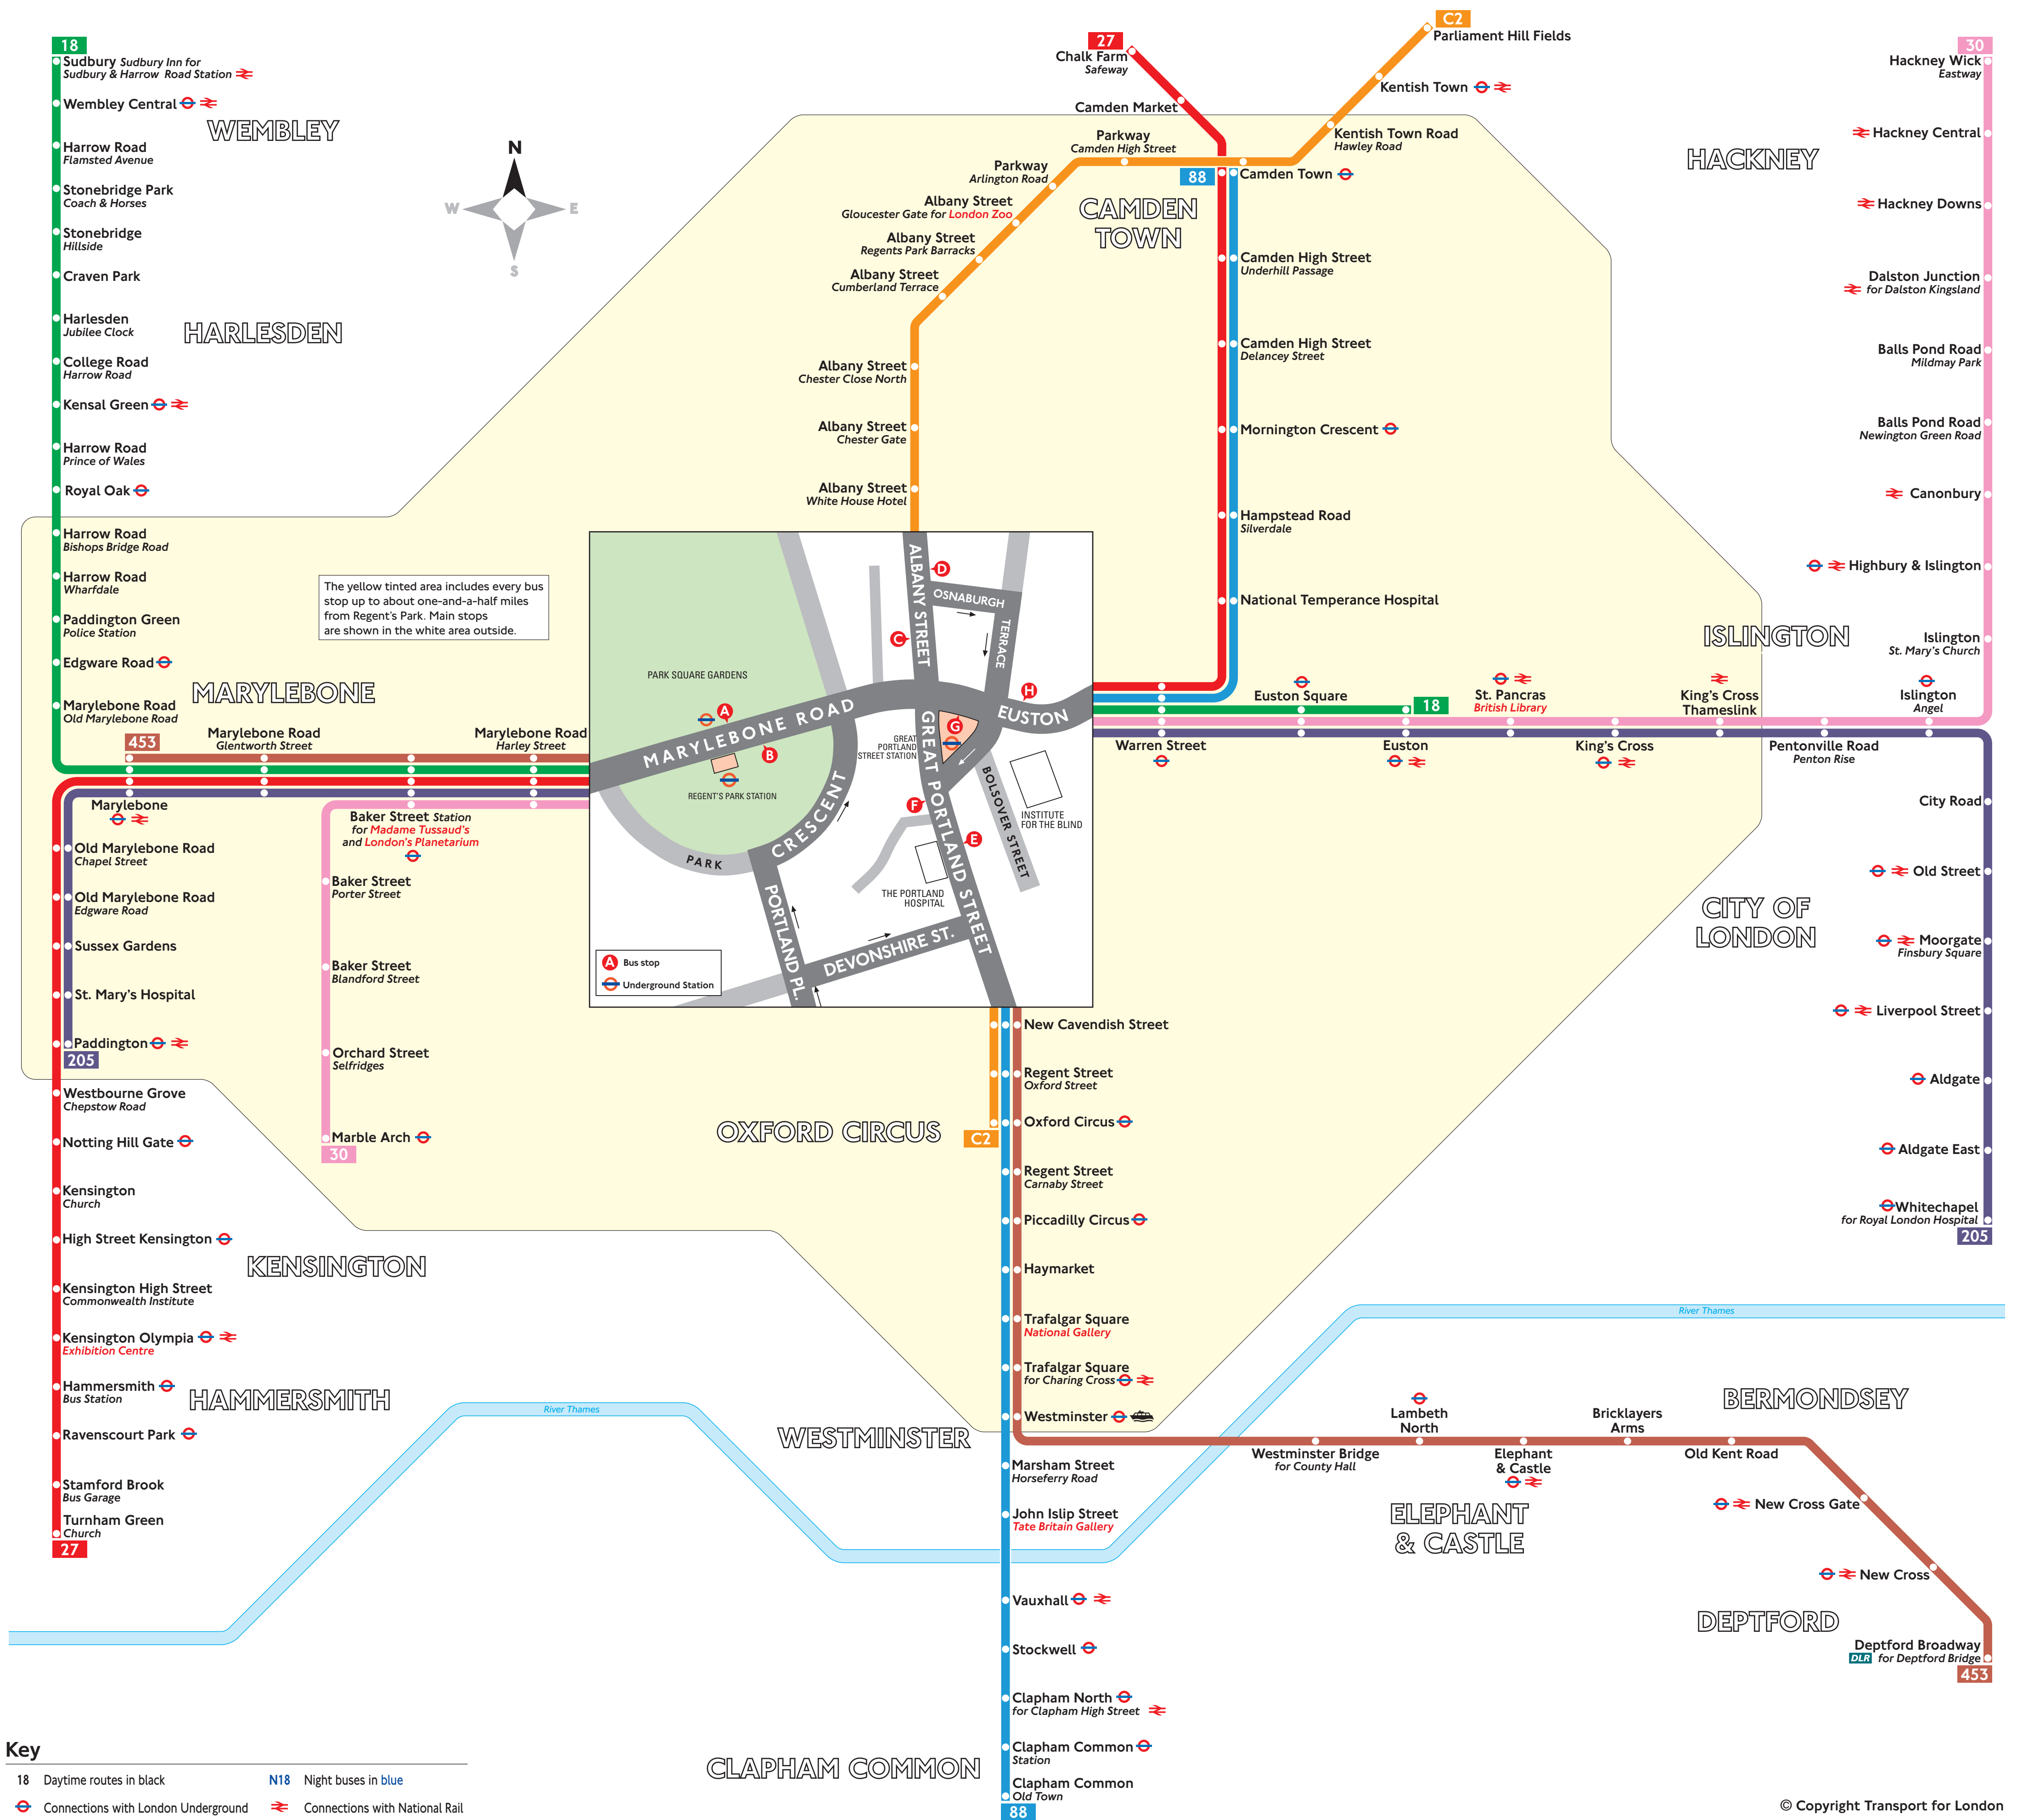 18
Sudbury Sudbury Inn for
Sudbury & Harrow Road Station
Wembley Central
WEMBLEY
Harrow Road
Flamsted Avenue
Stonebridge Park
Coach & Horses
Stonebridge
Hillside
Craven Park
Harlesden
Jubilee Clock
HARLESDEN
College Road
Harrow Road
Kensal Green
Harrow Road
Prince of Wales
Royal Oak
Harrow Road
Bishops Bridge Road
Harrow Road
Wharfdale
Paddington Green
Police Station
Edgware Road
MARYLEBONE
Marylebone Road
Old Marylebone Road
N
W
E
S
The yellow tinted area includes every bus
stop up to about one-and-a-half miles
from Regent's Park. Main stops
are shown in the white area outside.
453
Marylebone Road
Glentworth Street
Marylebone Road
Harley Street
Marylebone
Baker Street Station
for Madame Tussaud's
and London's Planetarium
Old Marylebone Road
Chapel Street
Old Marylebone Road
Edgware Road
Sussex Gardens
St. Mary's Hospital
Paddington
205
Baker Street
Porter Street
Baker Street
Blandford Street
Orchard Street
Selfridges
Marble Arch
30
Westbourne Grove
Chepstow Road
Notting Hill Gate
Kensington
Church
High Street Kensington
KENSINGTON
Kensington High Street
Commonwealth Institute
Kensington Olympia
Exhibition Centre
Hammersmith
Bus Station
HAMMERSMITH
Ravenscourt Park
Stamford Brook
Bus Garage
Turnham Green
Church
27
27
Chalk Farm
Safeway
Camden Market
C2
Parliament Hill Fields
Kentish Town
Kentish Town Road
Hawley Road
Parkway
Camden High Street
Parkway
Arlington Road
Albany Street
Gloucester Gate for London Zoo
Albany Street
Regents Park Barracks
Albany Street
Cumberland Terrace
Albany Street
Chester Close North
Albany Street
Chester Gate
Albany Street
White House Hotel
88
Camden Town
CAMDEN
TOWN
Camden High Street
Underhill Passage
Camden High Street
Delancey Street
Mornington Crescent
Hampstead Road
Silverdale
National Temperance Hospital
ALBANY STREET
D
OSNABURGH
TERRACE
C
PARK SQUARE GARDENS
H
A
MARYLEBONE ROAD
EUSTON
G
B
GREAT
PORTLAND
STREET STATION
GREAT PORTLAND STREET
REGENT'S PARK STATION
BOLSOVER STREET
INSTITUTE
FOR THE BLIND
F
E
PARK
CRESCENT
THE PORTLAND
HOSPITAL
PORTLAND PL.
DEVONSHIRE ST.
A Bus stop
Underground Station
Euston Square
18
St. Pancras
British Library
King's Cross
Thameslink
Islington
Angel
Warren Street
Euston
King's Cross
Pentonville Road
Penton Rise
30
Hackney Wick
Eastway
Hackney Central
HACKNEY
Hackney Downs
Dalston Junction
for Dalston Kingsland
Balls Pond Road
Mildmay Park
Balls Pond Road
Newington Green Road
Canonbury
Highbury & Islington
ISLINGTON
Islington
St. Mary's Church
City Road
Old Street
CITY OF
LONDON
Moorgate
Finsbury Square
Liverpool Street
Aldgate
Aldgate East
Whitechapel
for Royal London Hospital
205
New Cavendish Street
Regent Street
Oxford Street
OXFORD CIRCUS
Oxford Circus
C2
Regent Street
Carnaby Street
Piccadilly Circus
Haymarket
Trafalgar Square
National Gallery
Trafalgar Square
for Charing Cross
Westminster
WESTMINSTER
Marsham Street
Horseferry Road
John Islip Street
Tate Britain Gallery
Vauxhall
Stockwell
Clapham North
for Clapham High Street
Clapham Common
Station
CLAPHAM COMMON
Clapham Common
Old Town
88
River Thames
River Thames
Westminster Bridge
for County Hall
Lambeth
North
Elephant
& Castle
ELEPHANT
& CASTLE
Bricklayers
Arms
Old Kent Road
BERMONDSEY
New Cross Gate
New Cross
DEPTFORD
Deptford Broadway
DLR for Deptford Bridge
453
Key
18 Daytime routes in black
N18 Night buses in blue
Connections with London Underground
Connections with National Rail
© Copyright Transport for London